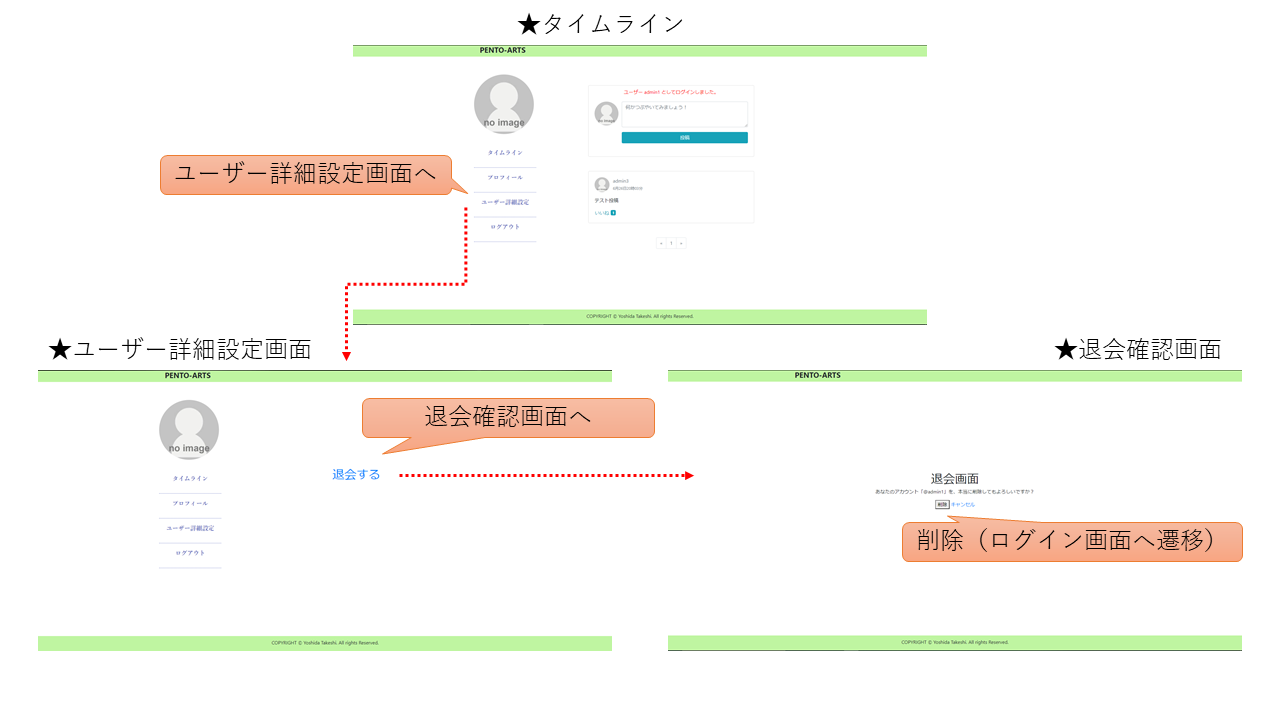 ★タイムライン
PENTO-ARTS
no image
タイムライン
プロフィール
ユーザー詳細設定
ログアウト
ユーザー詳細設定画面へ
ユーザー admin1 としてログインしました。
no image
何かつぶやいてみましょう！
投稿
テスト投稿
いいね
« 1 »
COPYRIGHT © Yoshida Takeshi. All rights Reserved.
★ユーザー詳細設定画面
PENTO-ARTS
no image
タイムライン
プロフィール
ユーザー詳細設定
ログアウト
退会確認画面へ
退会する
COPYRIGHT © Yoshida Takeshi. All rights Reserved.
★退会確認画面
PENTO-ARTS
退会画面
あなたのアカウント「@admin1」を、本当に削除してもよろしいですか？
削除 キャンセル
削除（ログイン画面へ遷移）
COPYRIGHT © Yoshida Takeshi. All rights Reserved.